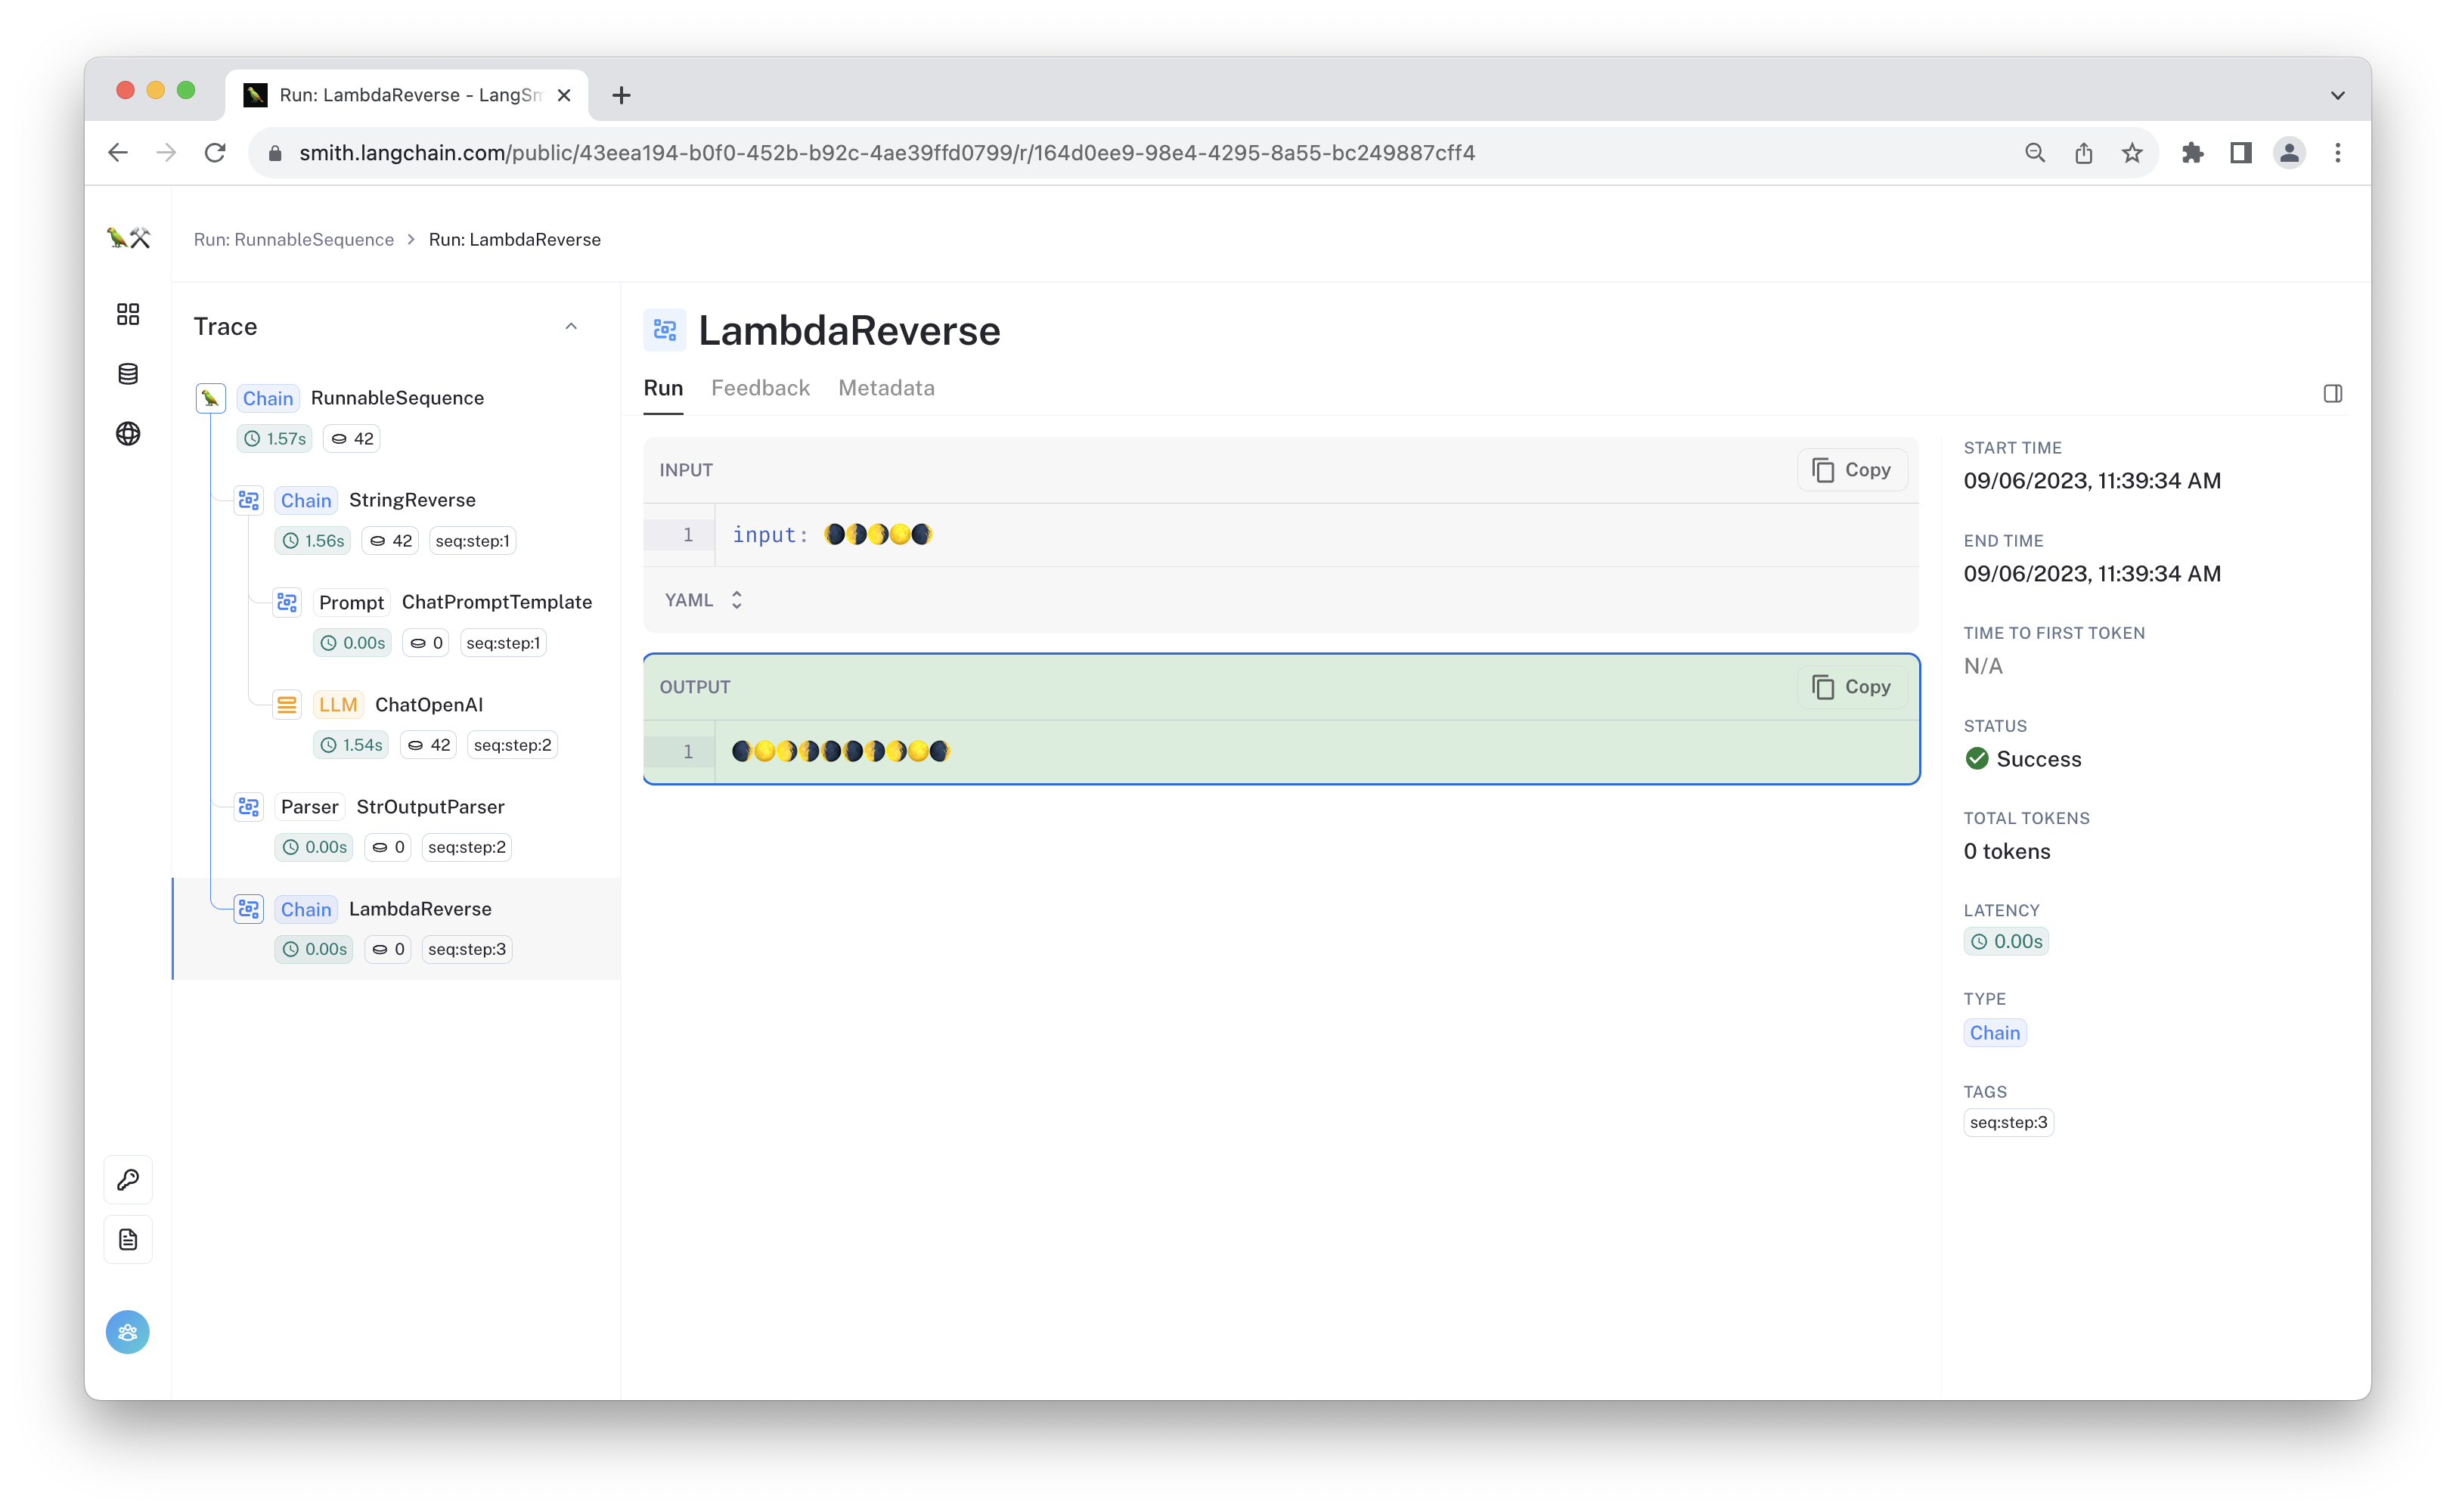 Run: LambdaReverse - LangSm
smith.langchain.com/public/43eea194-b0f0-452b-b92c-4ae39ffd0799/r/164d0ee9-98e4-4295-8a55-bc249887cff4
Run: RunnableSequence > Run: LambdaReverse
Trace
Chain RunnableSequence
1.57s 42
Chain StringReverse
1.56s 42 seq:step:1
Prompt ChatPromptTemplate
0.00s 0 seq:step:1
LLM ChatOpenAI
1.54s 42 seq:step:2
Parser StrOutputParser
0.00s 0 seq:step:2
Chain LambdaReverse
0.00s 0 seq:step:3
LambdaReverse
Run Feedback Metadata
INPUT Copy
1 input: 🌘🌗🌖🌕🌒
YAML
OUTPUT Copy
1 🌒🌕🌖🌗🌘🌘🌗🌖🌕🌒
START TIME
09/06/2023, 11:39:34 AM
END TIME
09/06/2023, 11:39:34 AM
TIME TO FIRST TOKEN
N/A
STATUS
Success
TOTAL TOKENS
0 tokens
LATENCY
0.00s
TYPE
Chain
TAGS
seq:step:3